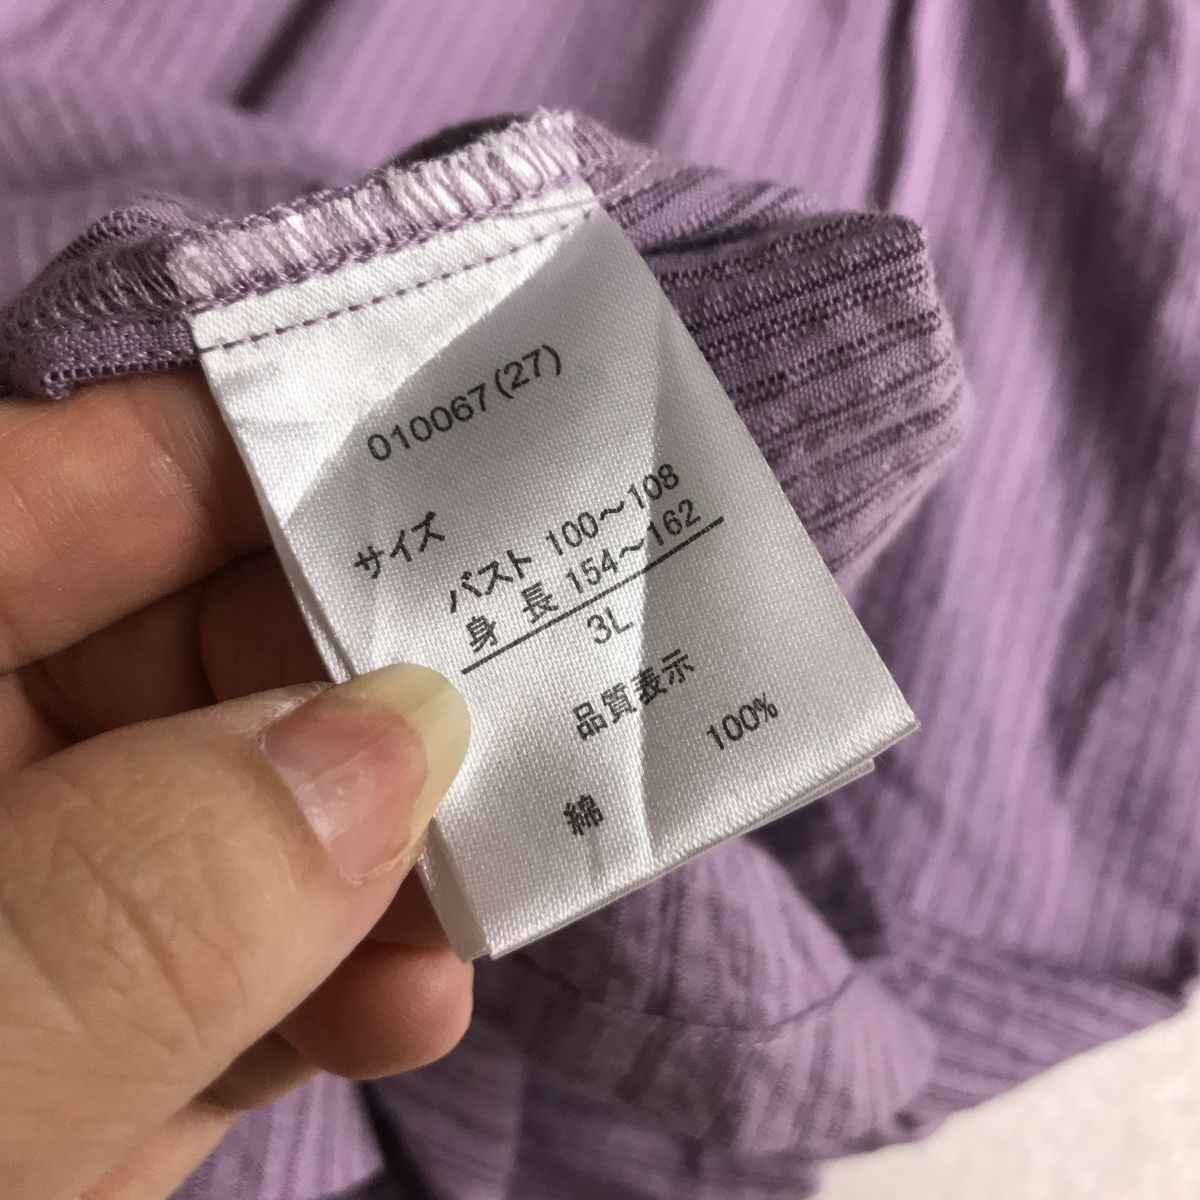 010067(27)
サイズ
バスト 100〜108
身 長 154〜162
3L
品質表示
綿 100%